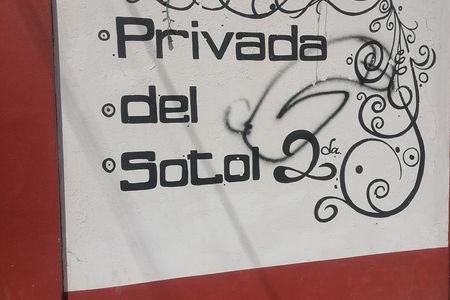 Privada
del
Sotol 2da.